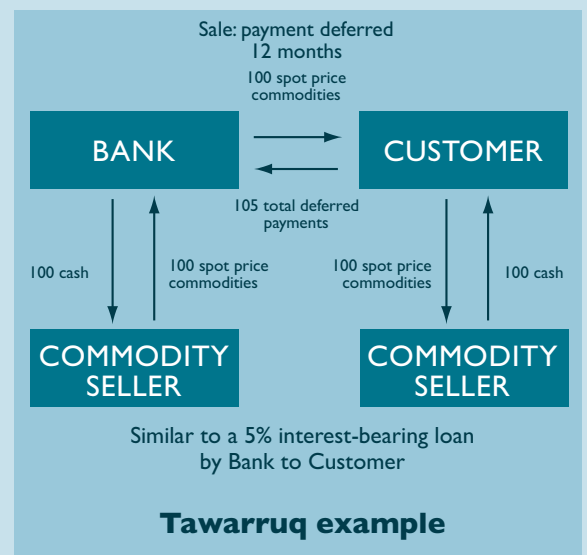 Sale: payment deferred
12 months
100 spot price
commodities
BANK
CUSTOMER
105 total deferred
payments
100 cash
100 spot price
commodities
100 spot price
commodities
100 cash
COMMODITY
SELLER
COMMODITY
SELLER
Similar to a 5% interest-bearing loan
by Bank to Customer
Tawarruq example